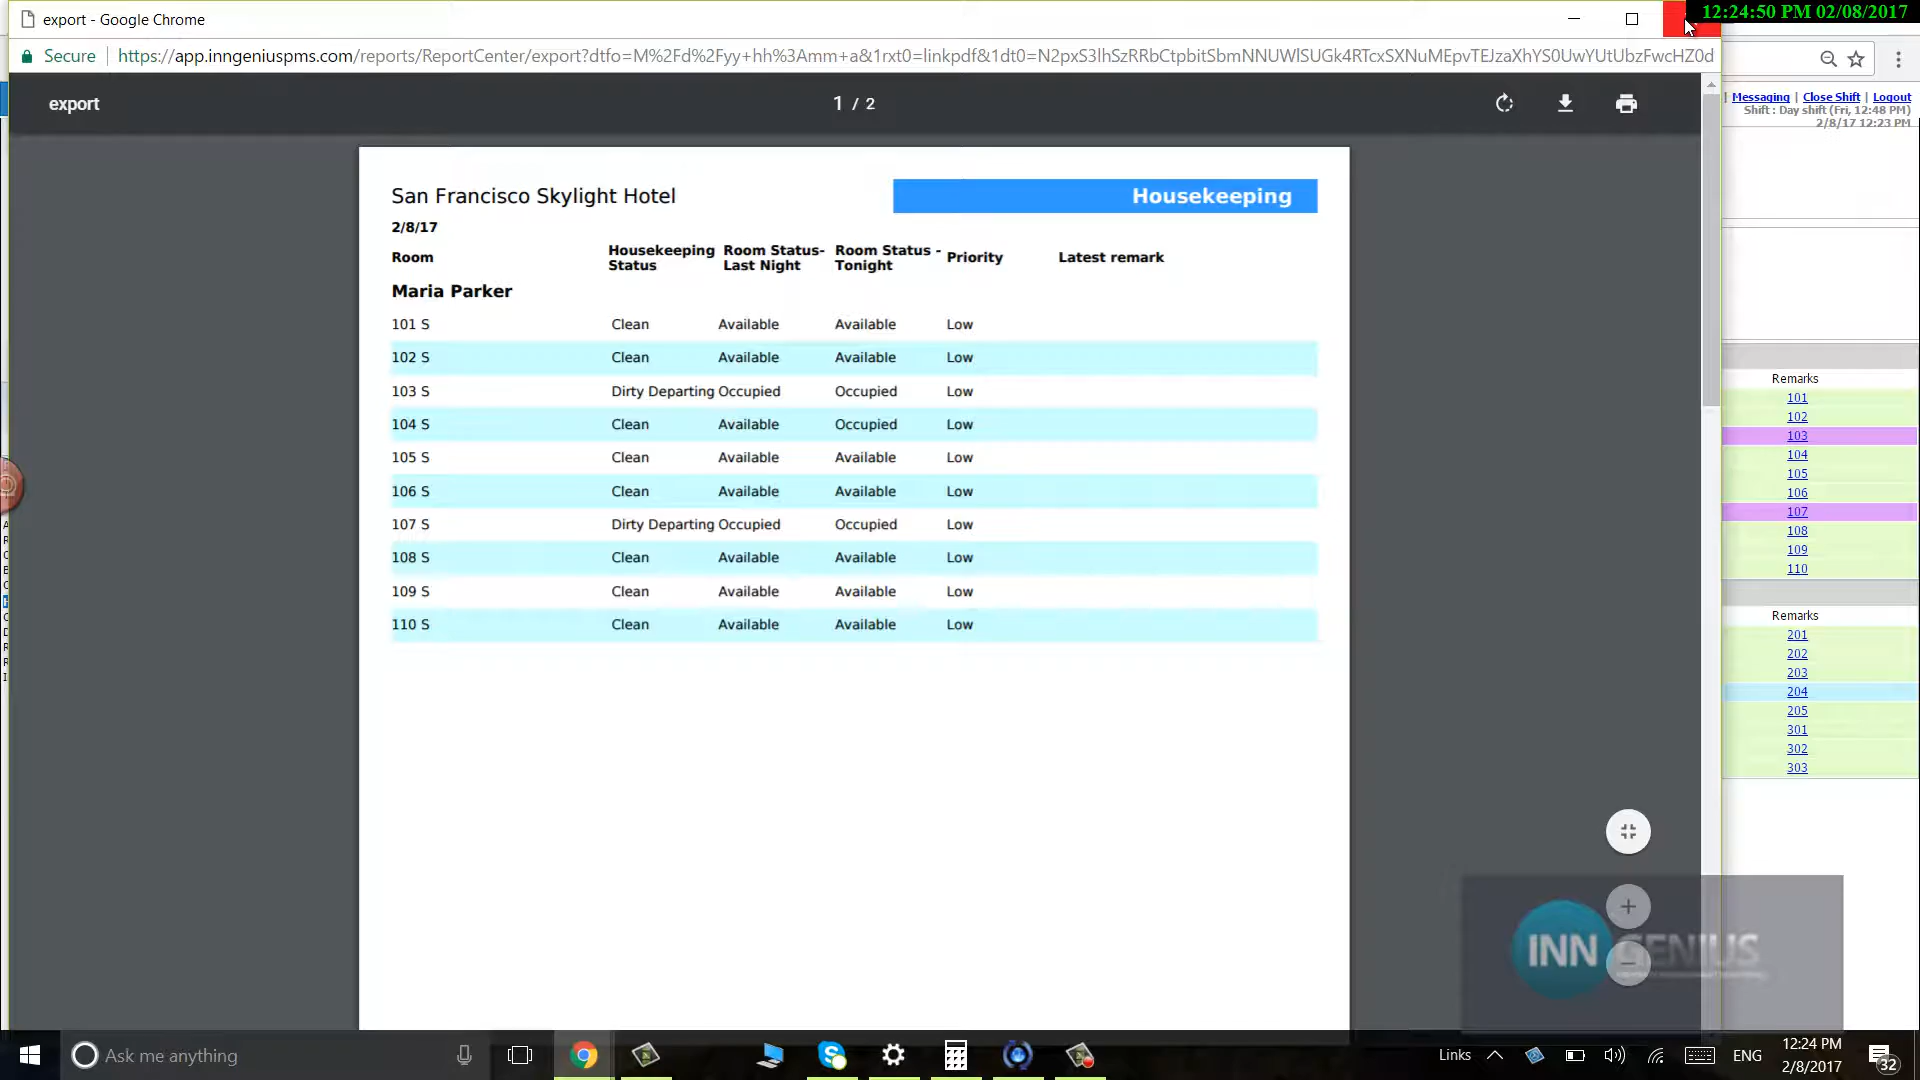 export - Google Chrome
12:24:50 PM 02/08/2017
Secure | https://app.inngeniuspms.com/reports/ReportCenter/export?dtfo=M%2Fd%2Fyy+hh%3Amm+a&1rxt0=linkpdf&1dt0=N2pxS3lhSzRRbCtpbitSbmNNUWlSUGk4RTcxSXNuMEpvTEJzaXhYS0UwYUtUbzFwcHZ0d
| Messaging | Close Shift | Logout
Shift : Day shift (Fri, 12:48 PM)
2/8/17 12:23 PM
export
1 / 2
San Francisco Skylight Hotel
Housekeeping
2/8/17
Room Housekeeping Status Room Status- Last Night Room Status - Tonight Priority Latest remark
Maria Parker
101 S Clean Available Available Low
102 S Clean Available Available Low
103 S Dirty Departing Occupied Occupied Low
104 S Clean Available Occupied Low
105 S Clean Available Available Low
106 S Clean Available Available Low
107 S Dirty Departing Occupied Occupied Low
108 S Clean Available Available Low
109 S Clean Available Available Low
110 S Clean Available Available Low
Remarks
101
102
103
104
105
106
107
108
109
110
Remarks
201
202
203
204
205
301
302
303
INN GENIUS
Ask me anything
Links
ENG
12:24 PM
2/8/2017
32